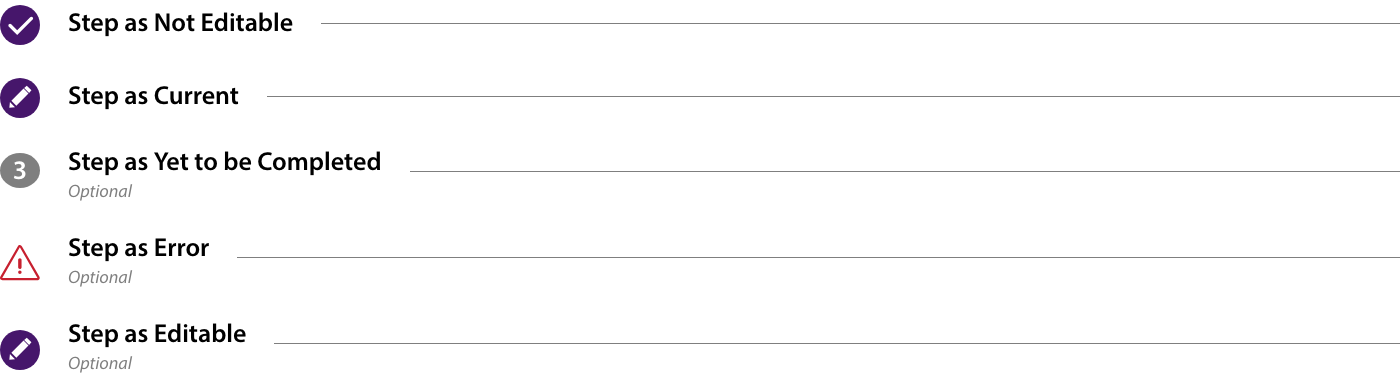 Step as Not Editable
Step as Current
3 Step as Yet to be Completed
Optional
Step as Error
Optional
Step as Editable
Optional